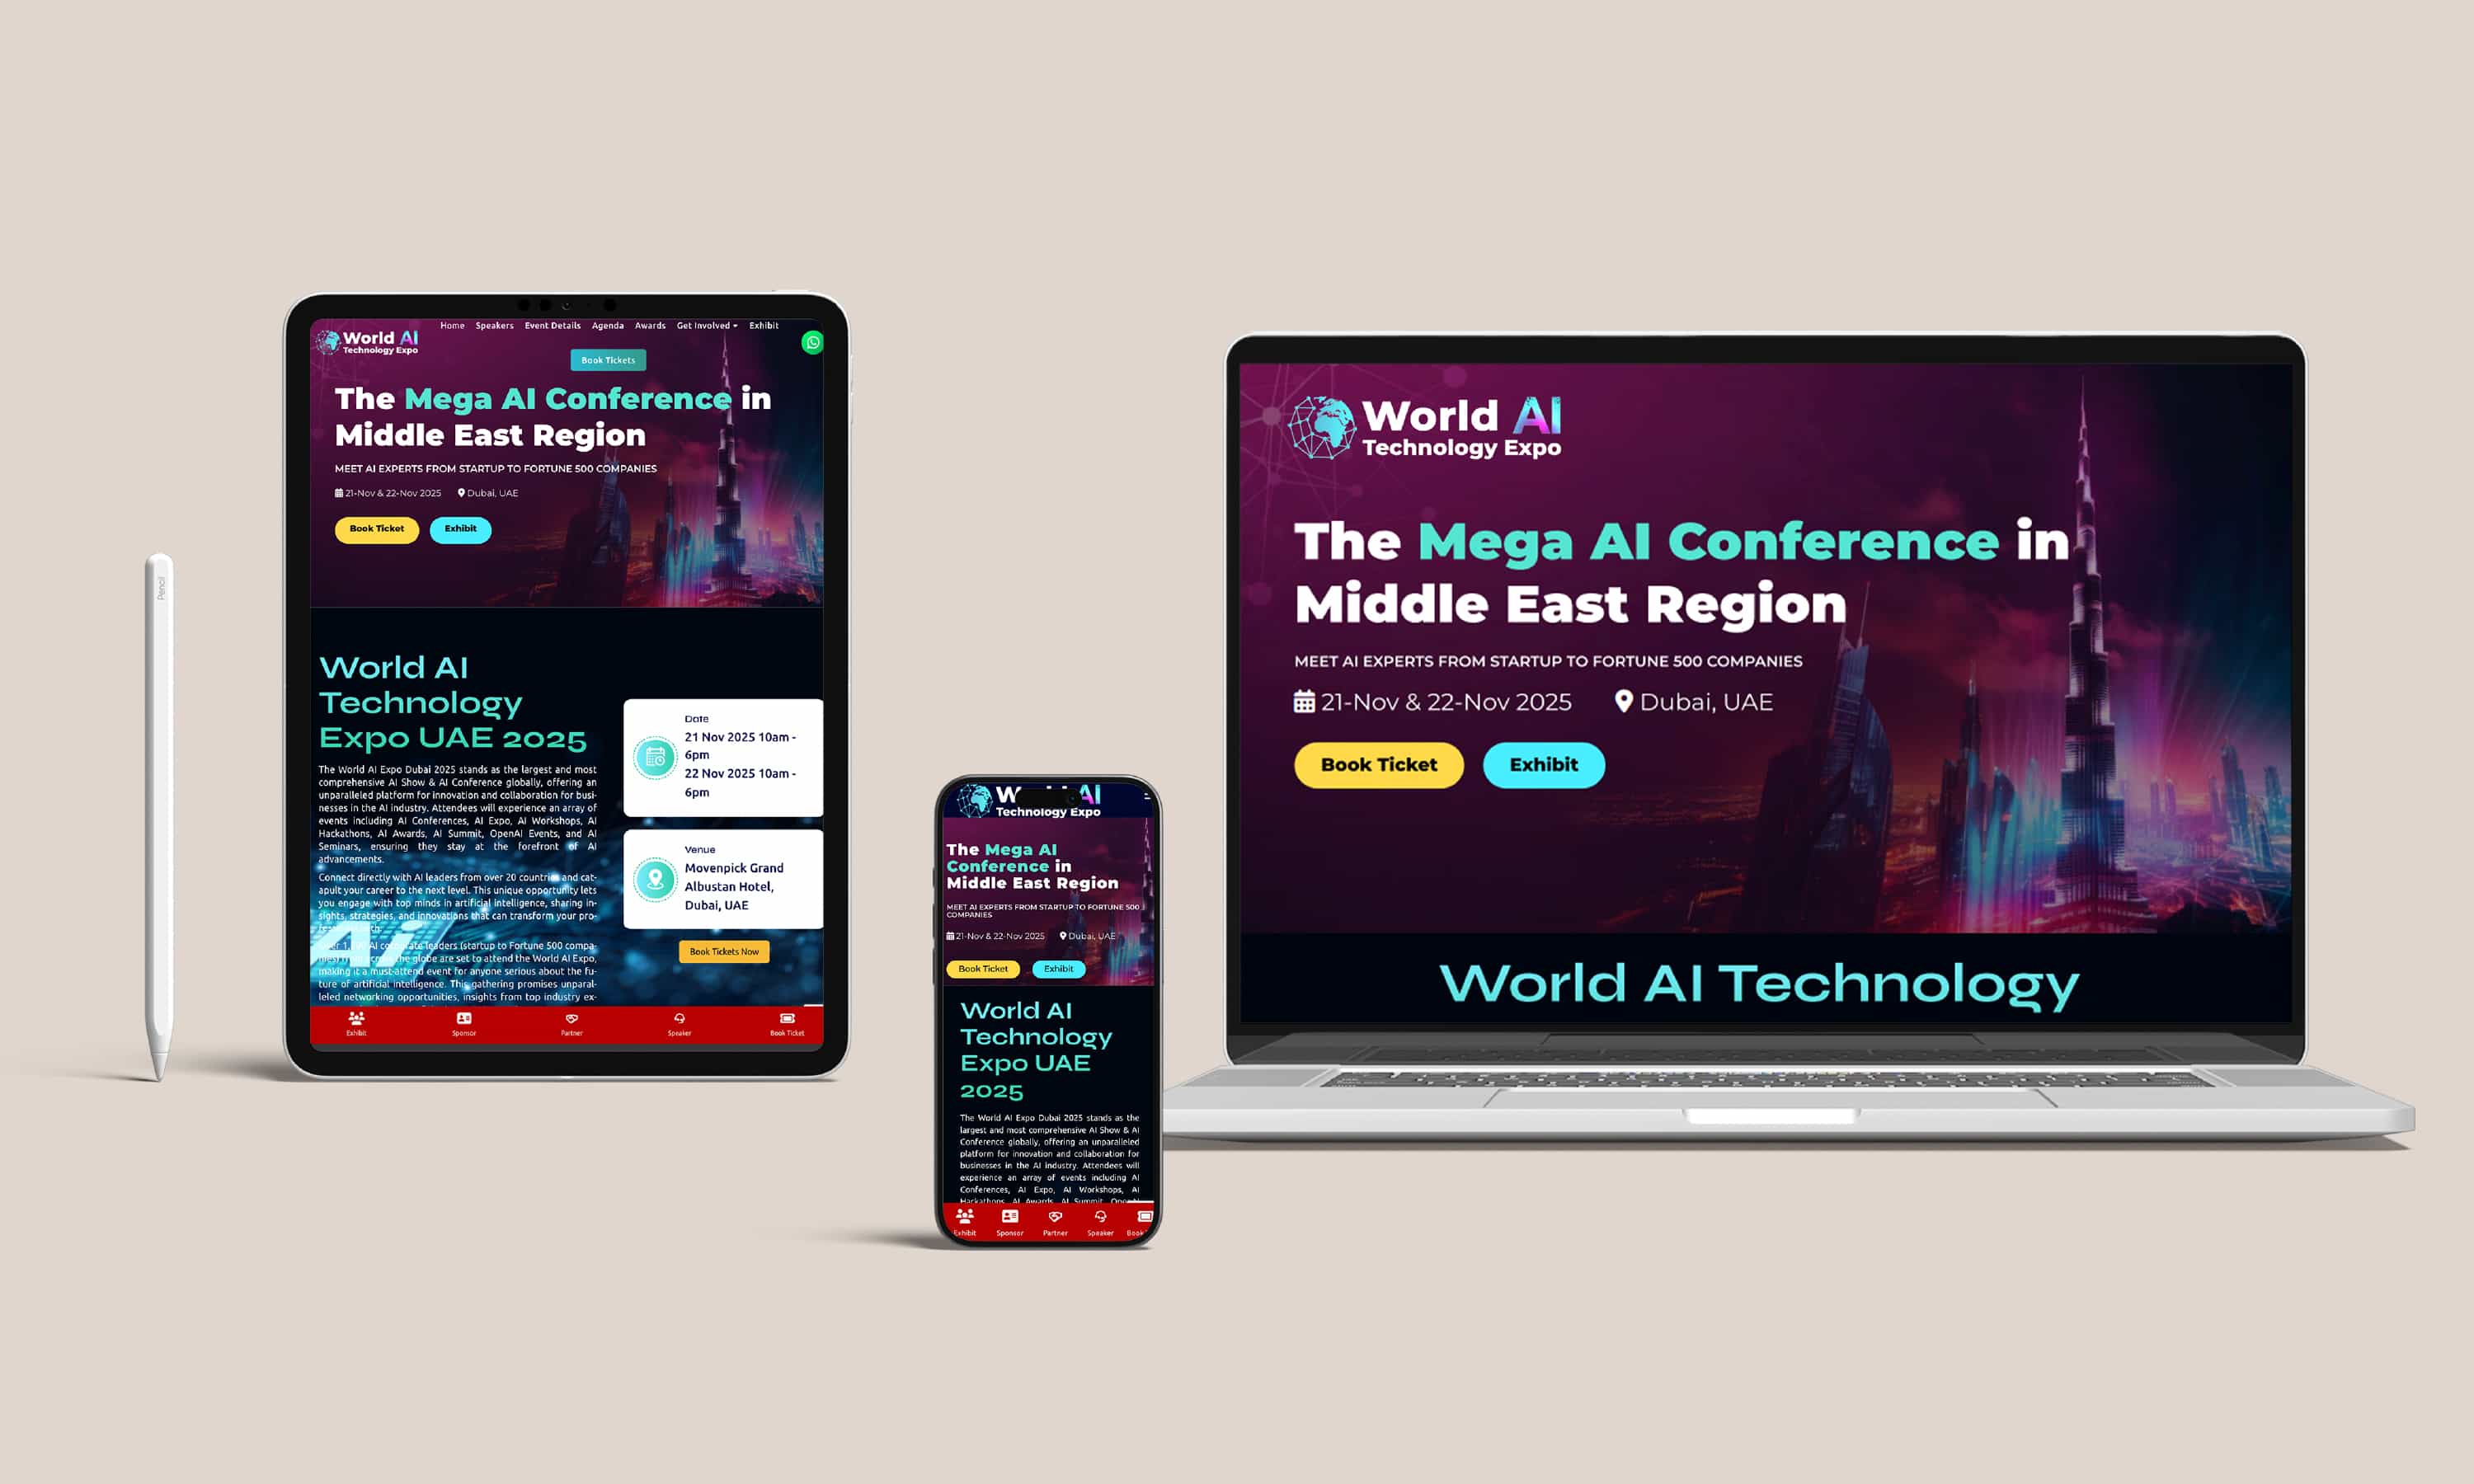 Pencil
World AI
Technology Expo
Home Speakers Event Details Agenda Awards Get Involved Exhibit
Book Tickets
The Mega AI Conference in
Middle East Region
MEET AI EXPERTS FROM STARTUP TO FORTUNE 500 COMPANIES
21-Nov & 22-Nov 2025 Dubai, UAE
Book Ticket Exhibit
World AI
Technology
Expo UAE 2025
The World AI Expo Dubai 2025 stands as the largest and most
comprehensive AI Show & AI Conference globally, offering an
unparalleled platform for innovation and collaboration for busi-
nesses in the AI industry. Attendees will experience an array of
events including AI Conferences, AI Expo, AI Workshops, AI
Hackathons, AI Awards, AI Summit, OpenAI Events, and AI
Seminars, ensuring they stay at the forefront of AI
advancements.
Connect directly with AI leaders from over 20 countries and cat-
apult your career to the next level. This unique opportunity lets
you engage with top minds in artificial intelligence, sharing in-
sights, strategies, and innovations that can transform your pro-
AI corporate leaders (startup to Fortune 500 compa-
the globe are set to attend the World AI Expo,
making it a must-attend event for anyone serious about the fu-
ture of artificial intelligence. This gathering promises unparal-
leled networking opportunities, insights from top industry ex-
Date
21 Nov 2025 10am -
6pm
22 Nov 2025 10am -
6pm
Venue
Movenpick Grand
Albustan Hotel,
Dubai, UAE
Book Tickets Now
Exhibit Sponsor Partner Speaker Book Ticket
AI
Technology Expo
The Mega AI
Conference in
Middle East Region
MEET AI EXPERTS FROM STARTUP TO FORTUNE 500
COMPANIES
21-Nov & 22-Nov 2025 Dubai, UAE
Book Ticket Exhibit
World AI
Technology
Expo UAE
2025
The World AI Expo Dubai 2025 stands as the
largest and most comprehensive AI Show & AI
Conference globally, offering an unparalleled
platform for innovation and collaboration for
businesses in the AI industry. Attendees will
experience an array of events including AI
Conferences, AI Expo, AI Workshops, AI
Hackathons, AI Awards, AI Summit,
Exhibit Sponsor Partner Speaker Book
World AI
Technology Expo
The Mega AI Conference in
Middle East Region
MEET AI EXPERTS FROM STARTUP TO FORTUNE 500 COMPANIES
21-Nov & 22-Nov 2025 Dubai, UAE
Book Ticket Exhibit
World AI Technology